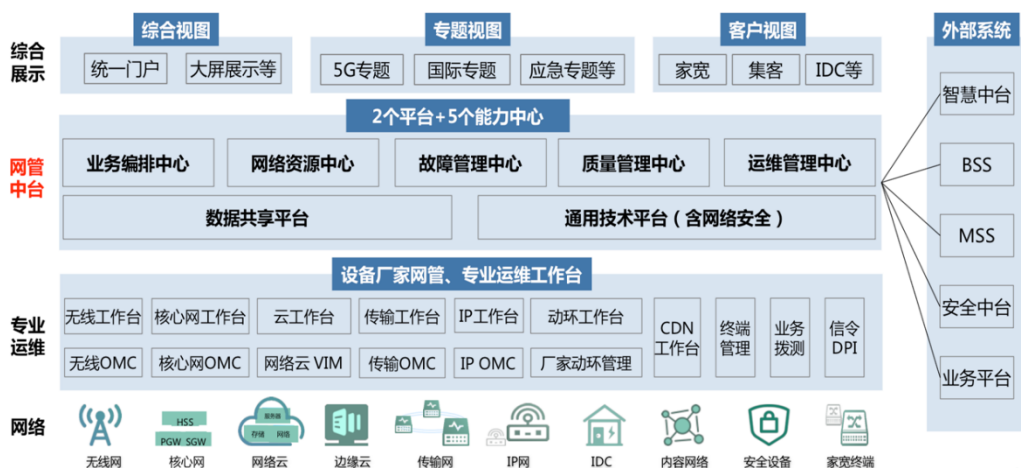 综合视图
专题视图
客户视图
外部系统
综合
展示
统一门户
大屏展示等
5G专题
国际专题
应急专题等
家宽
集客
IDC等
智慧中台
BSS
MSS
安全中台
业务平台
2个平台+5个能力中心
网管
中台
业务编排中心
网络资源中心
故障管理中心
质量管理中心
运维管理中心
数据共享平台
通用技术平台（含网络安全）
设备厂家网管、专业运维工作台
专业
运维
无线工作台
核心网工作台
云工作台
传输工作台
IP工作台
动环工作台
无线OMC
核心网OMC
网络云 VIM
传输OMC
IP OMC
厂家动环管理
CDN
工作台
终端
管理
业务
拨测
信令
DPI
网络
HSS
PGW SGW
服务器
存储 网络
无线网
核心网
网络云
边缘云
传输网
IP网
IDC
内容网络
安全设备
家宽终端